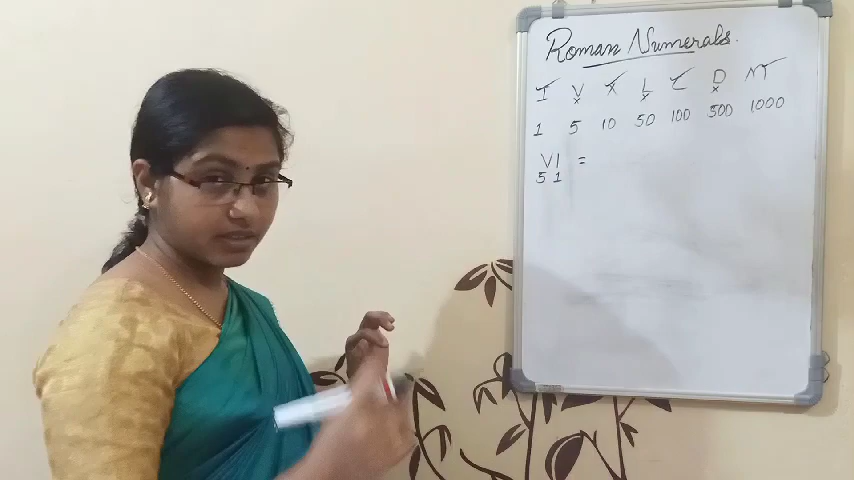 Roman Numerals.
I V X L C D M
x x x
1 5 10 50 100 500 1000
VI =
5 1